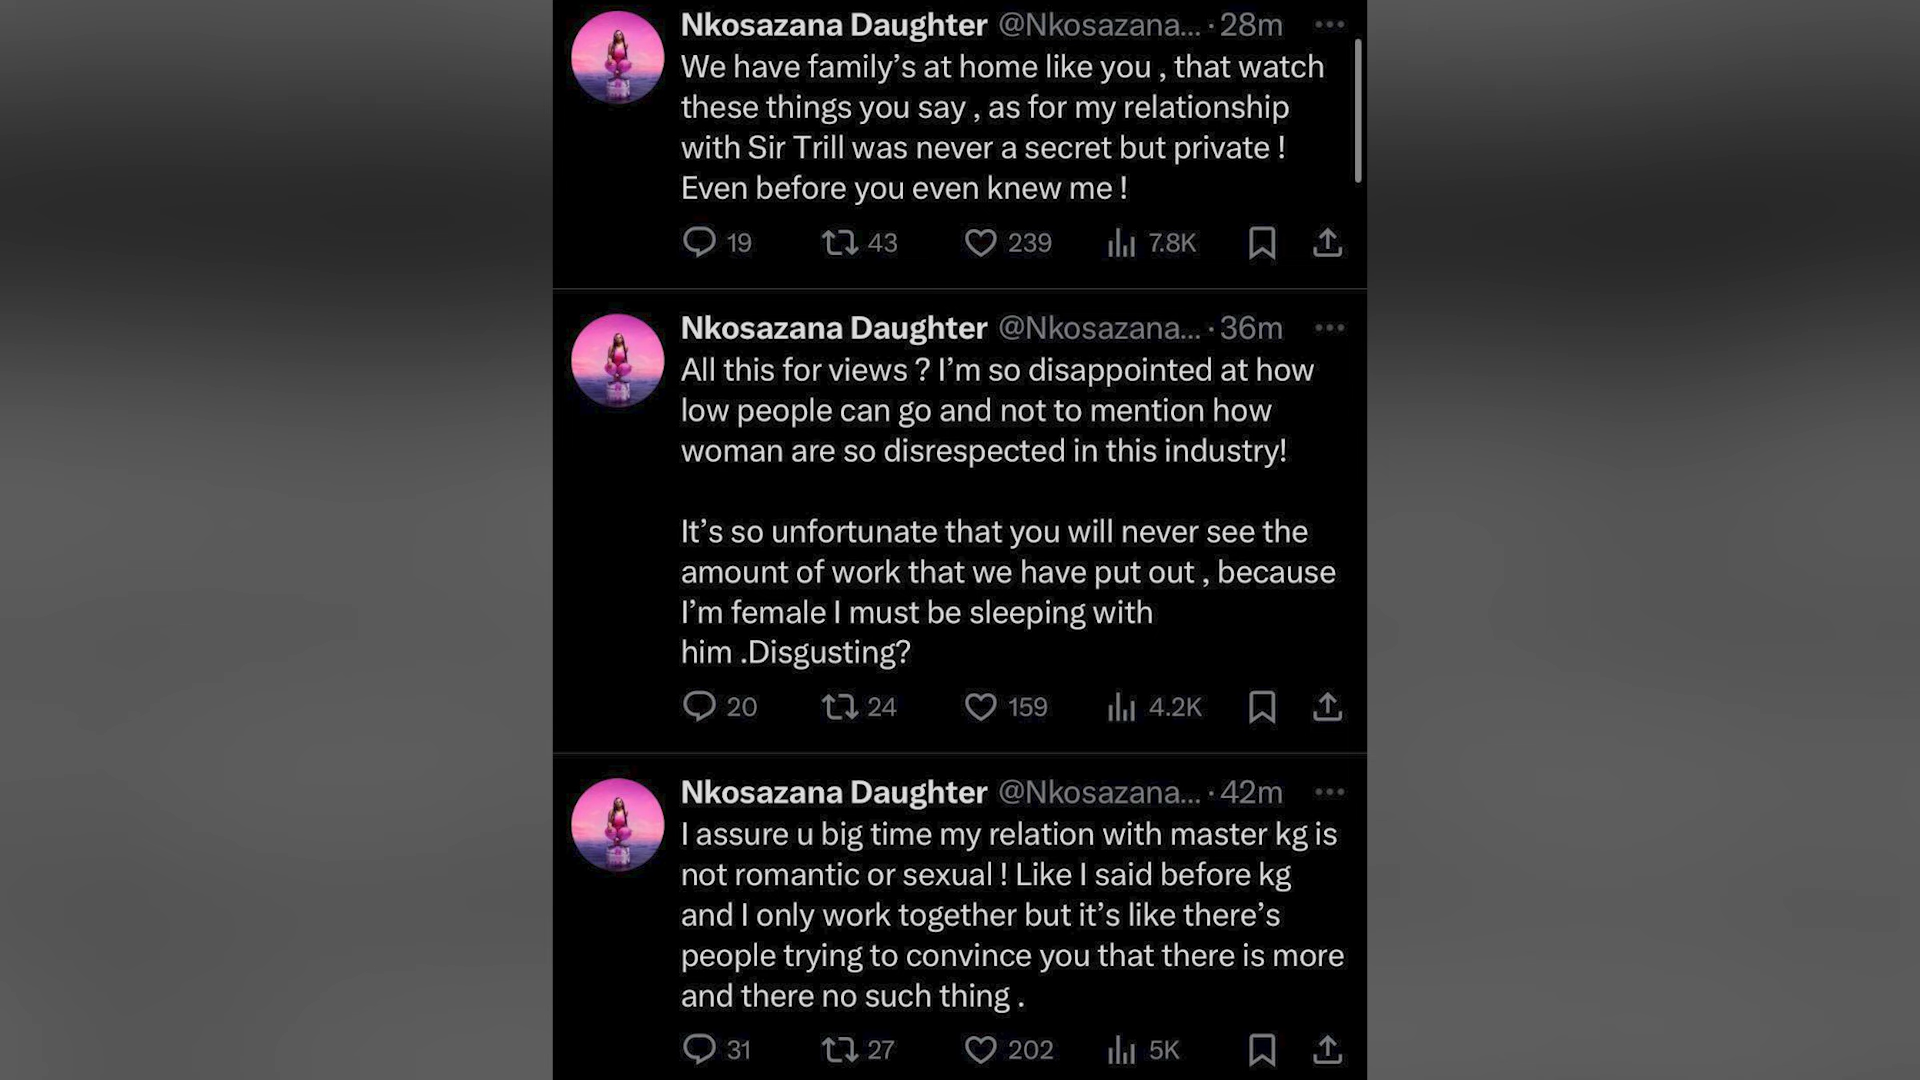 Nkosazana Daughter @Nkosazana... · 28m
We have family’s at home like you , that watch
these things you say , as for my relationship
with Sir Trill was never a secret but private !
Even before you even knew me !
19 43 239 7.8K
Nkosazana Daughter @Nkosazana... · 36m
All this for views ? I’m so disappointed at how
low people can go and not to mention how
woman are so disrespected in this industry!
It’s so unfortunate that you will never see the
amount of work that we have put out , because
I’m female I must be sleeping with
him .Disgusting?
20 24 159 4.2K
Nkosazana Daughter @Nkosazana... · 42m
I assure u big time my relation with master kg is
not romantic or sexual ! Like I said before kg
and I only work together but it’s like there’s
people trying to convince you that there is more
and there no such thing .
31 27 202 5K